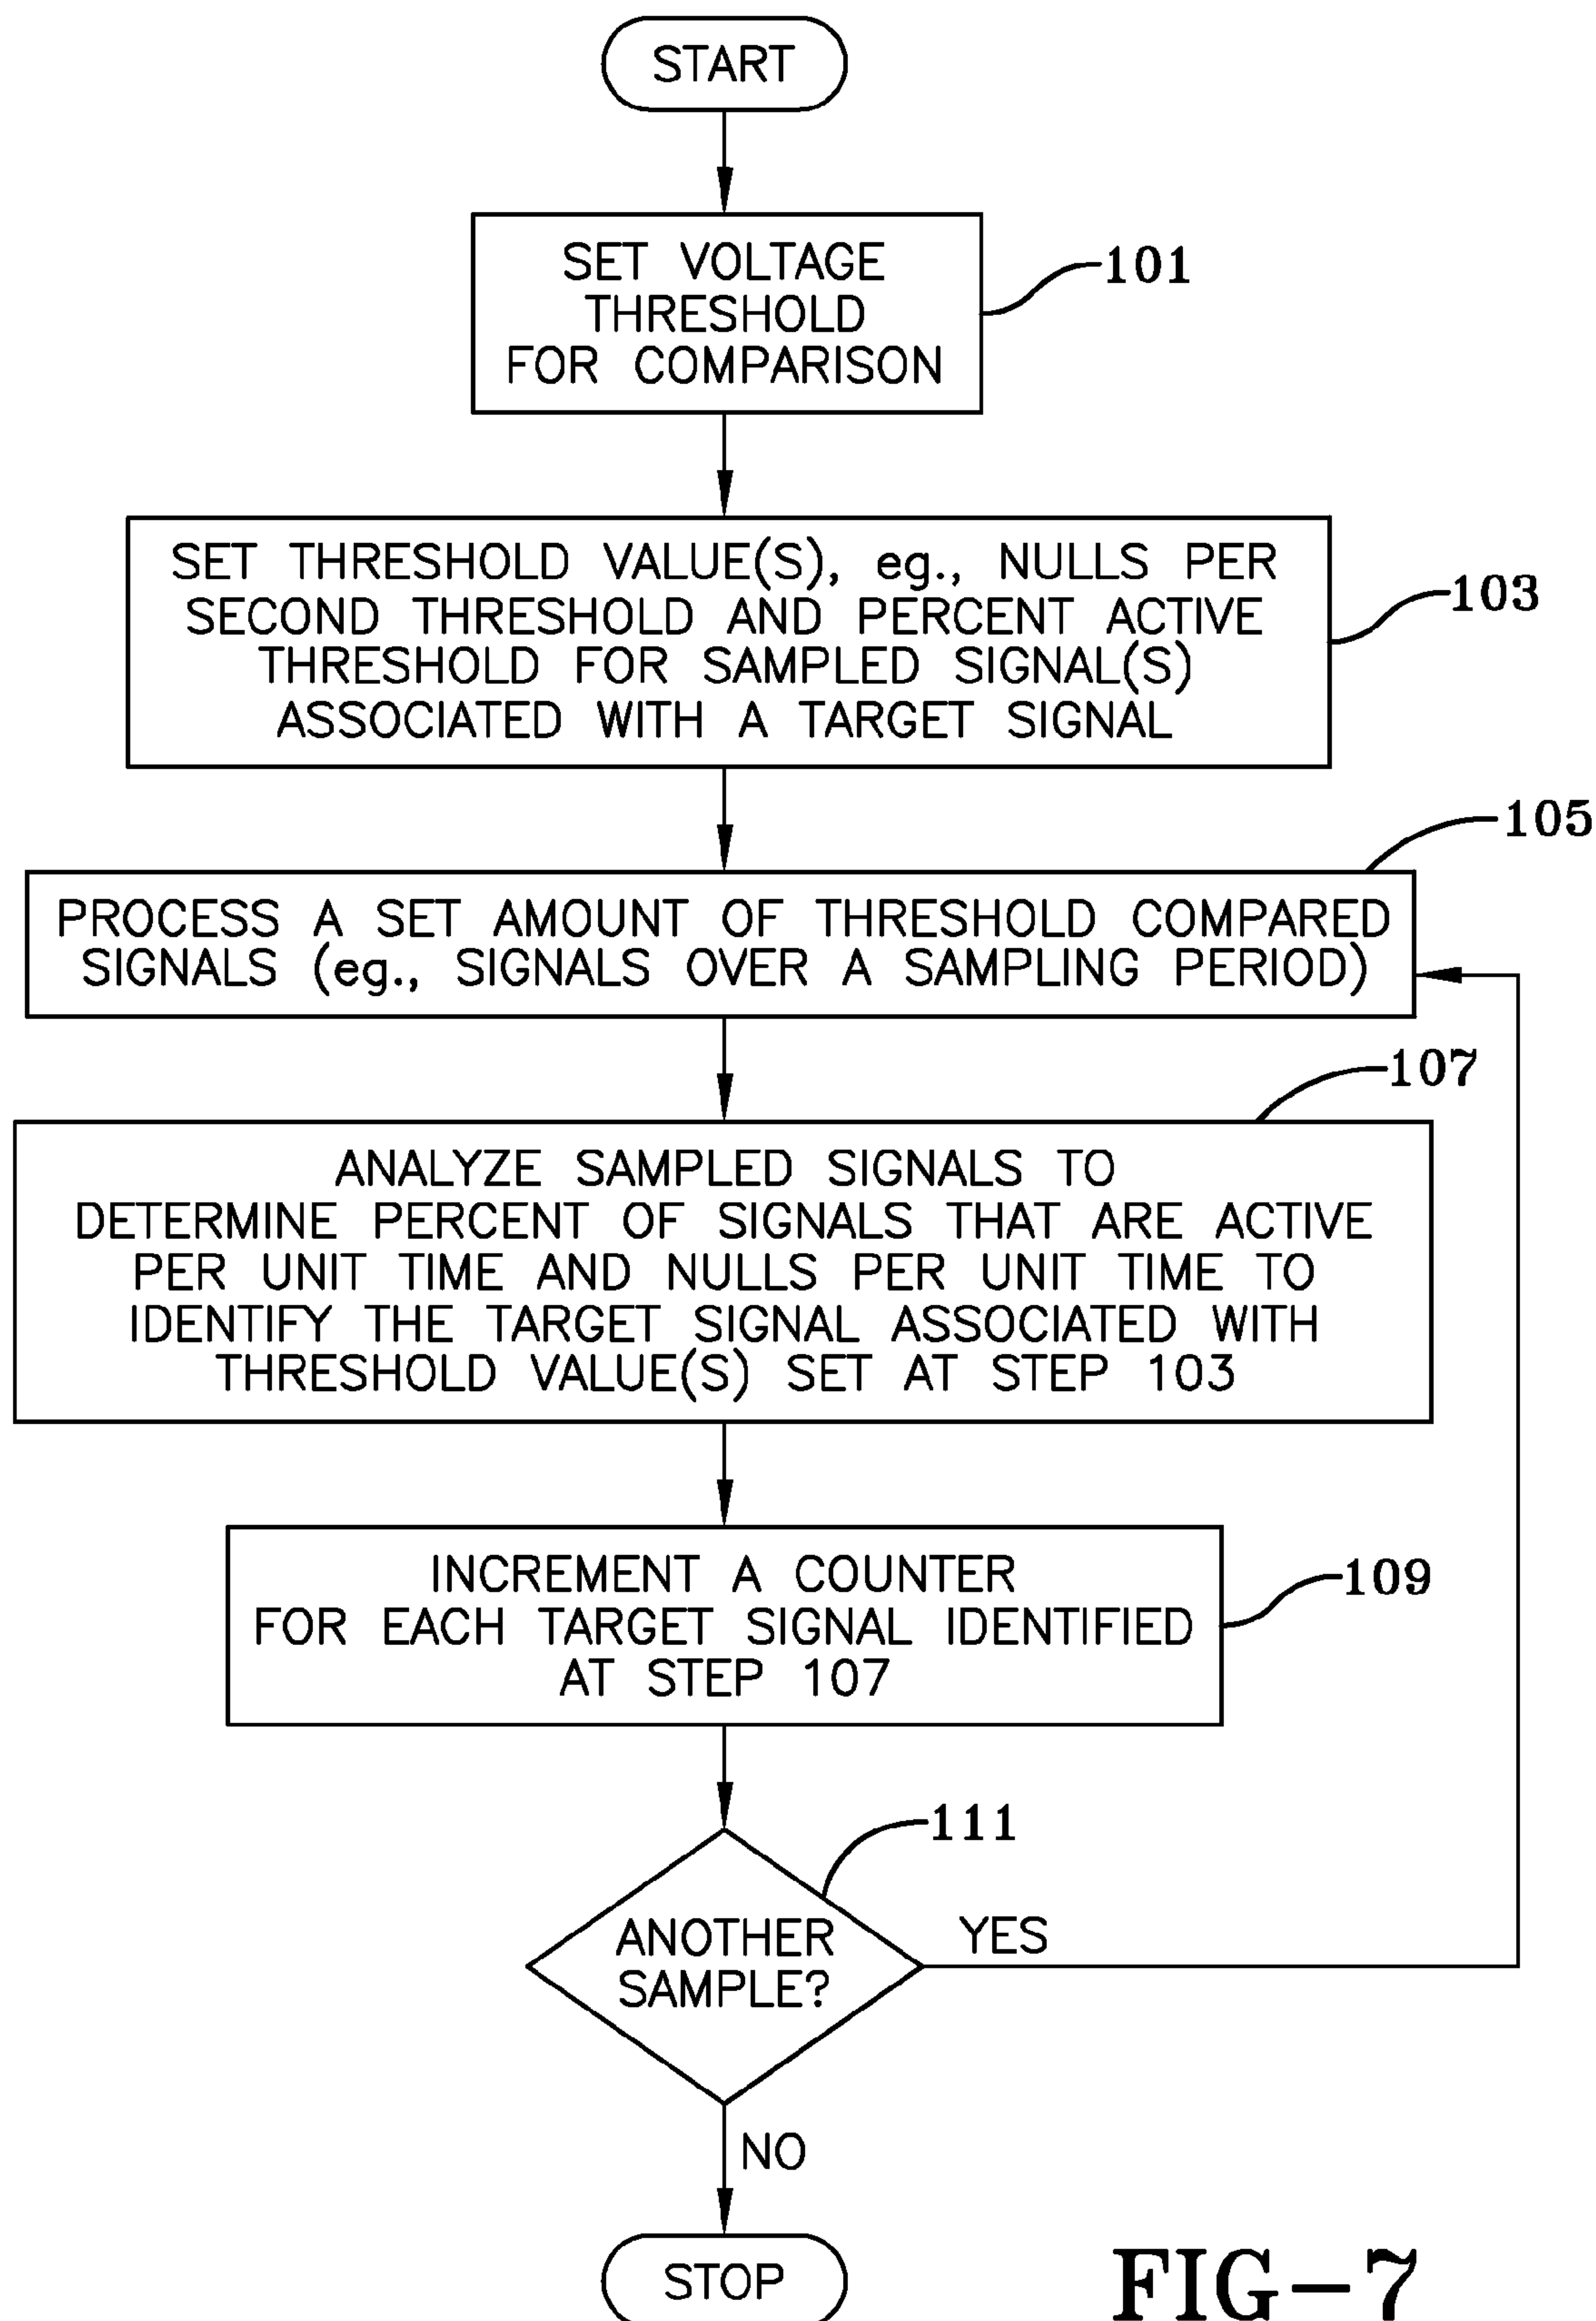 START
SET VOLTAGE
THRESHOLD
FOR COMPARISON
101
SET THRESHOLD VALUE(S), eg., NULLS PER
SECOND THRESHOLD AND PERCENT ACTIVE
THRESHOLD FOR SAMPLED SIGNAL(S)
ASSOCIATED WITH A TARGET SIGNAL
103
105
PROCESS A SET AMOUNT OF THRESHOLD COMPARED
SIGNALS (eg., SIGNALS OVER A SAMPLING PERIOD)
107
ANALYZE SAMPLED SIGNALS TO
DETERMINE PERCENT OF SIGNALS THAT ARE ACTIVE
PER UNIT TIME AND NULLS PER UNIT TIME TO
IDENTIFY THE TARGET SIGNAL ASSOCIATED WITH
THRESHOLD VALUE(S) SET AT STEP 103
INCREMENT A COUNTER
FOR EACH TARGET SIGNAL IDENTIFIED
AT STEP 107
109
111
ANOTHER
SAMPLE?
YES
NO
STOP
FIG-7